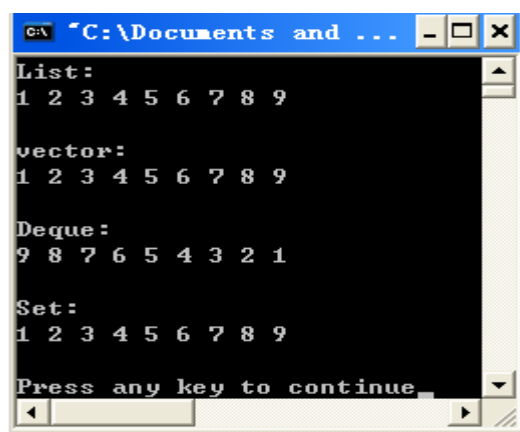 "C:\Documents and ...
List:
1 2 3 4 5 6 7 8 9
vector:
1 2 3 4 5 6 7 8 9
Deque:
9 8 7 6 5 4 3 2 1
Set:
1 2 3 4 5 6 7 8 9
Press any key to continue_